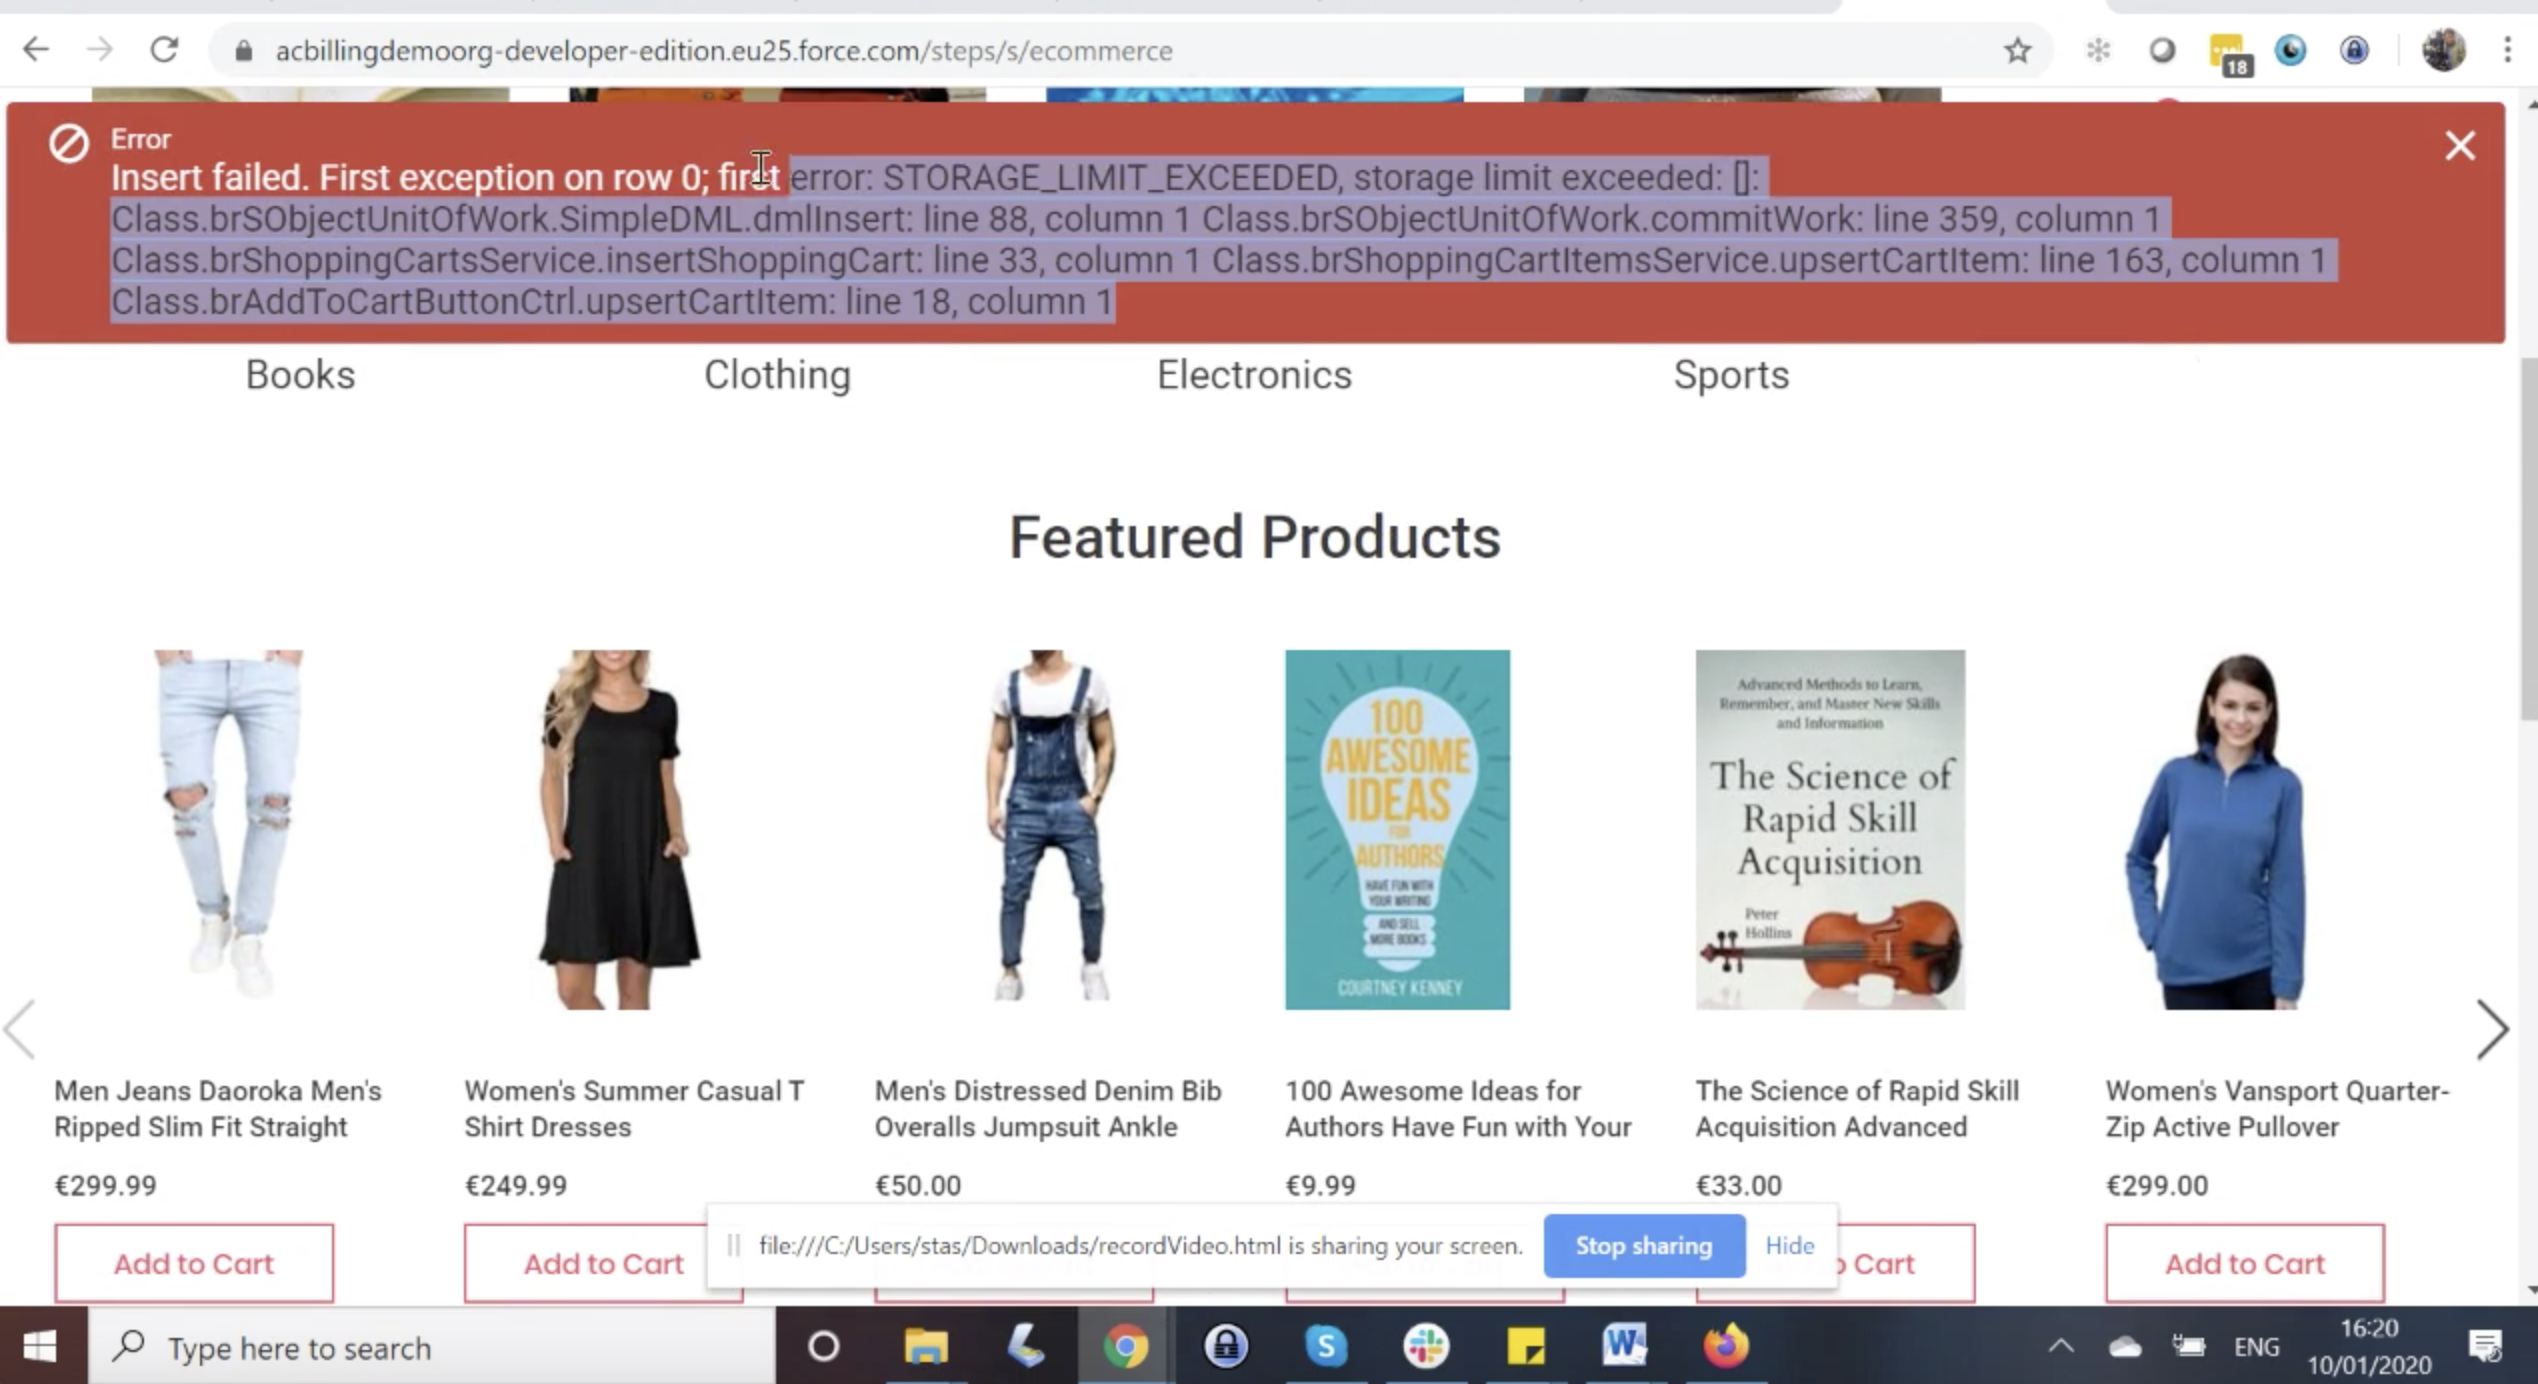 acbillingdemoorg-developer-edition.eu25.force.com/steps/s/ecommerce
18
Error
Insert failed. First exception on row 0; first error: STORAGE_LIMIT_EXCEEDED, storage limit exceeded: []:
Class.brSObjectUnitOfWork.SimpleDML.dmlInsert: line 88, column 1 Class.brSObjectUnitOfWork.commitWork: line 359, column 1
Class.brShoppingCartsService.insertShoppingCart: line 33, column 1 Class.brShoppingCartItemsService.upsertCartItem: line 163, column 1
Class.brAddToCartButtonCtrl.upsertCartItem: line 18, column 1
Books
Clothing
Electronics
Sports
Featured Products
100
AWESOME
IDEAS
FOR
AUTHORS
HAVE FUN WITH
YOUR WRITING
AND SELL
MORE BOOKS
COURTNEY KENNEY
Advanced Methods to Learn,
Remember, and Master New Skills
and Information
The Science of
Rapid Skill
Acquisition
Peter
Hollins
Men Jeans Daoroka Men's
Ripped Slim Fit Straight
€299.99
Add to Cart
Women's Summer Casual T
Shirt Dresses
€249.99
Add to Cart
Men's Distressed Denim Bib
Overalls Jumpsuit Ankle
€50.00
100 Awesome Ideas for
Authors Have Fun with Your
€9.99
The Science of Rapid Skill
Acquisition Advanced
€33.00
Cart
Women's Vansport Quarter-
Zip Active Pullover
€299.00
Add to Cart
file:///C:/Users/stas/Downloads/recordVideo.html is sharing your screen.
Stop sharing
Hide
Type here to search
ENG
16:20
10/01/2020